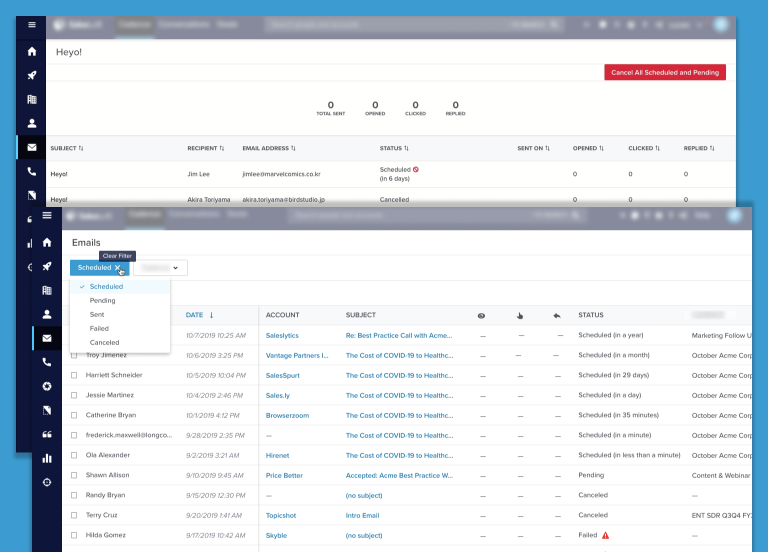 Heyo!
Cancel All Scheduled and Pending
0 0 0 0
TOTAL SENT OPENED CLICKED REPLIED
SUBJECT ↑↓ RECIPIENT ↑↓ EMAIL ADDRESS ↑↓ STATUS ↑↓ SENT ON ↑↓ OPENED ↑↓ CLICKED ↑↓ REPLIED ↑↓
Heyo! Jim Lee jimlee@marvelcomics.co.kr Scheduled 0 0 0
(in 6 days)
Heyo! Akira Toriyama akira.toriyama@birdstudio.jp Cancelled 0 0 0
Emails
Clear Filter
Scheduled
Scheduled
Pending
Sent
Failed
Canceled
DATE ↓ ACCOUNT SUBJECT STATUS
10/7/2019 10:25 AM Saleslytics Re: Best Practice Call with Acme... — — — Scheduled (in a year) Marketing Follow U
Troy Jimenez 10/6/2019 3:25 PM Vantage Partners I... The Cost of COVID-19 to Healthc... — — — Scheduled (in a month) October Acme Corp
Harriett Schneider 10/5/2019 10:04 PM SalesSpurt The Cost of COVID-19 to Healthc... — — — Scheduled (in 29 days) October Acme Corp
Jessie Martinez 10/4/2019 2:46 PM Sales.ly The Cost of COVID-19 to Healthc... — — — Scheduled (in a day) October Acme Corp
Catherine Bryan 10/1/2019 4:12 PM Browserzoom The Cost of COVID-19 to Healthc... — — — Scheduled (in 35 minutes) October Acme Corp
frederick.maxwell@longco... 9/28/2019 2:35 PM — The Cost of COVID-19 to Healthc... — — — Scheduled (in a minute) October Acme Corp
Ola Alexander 9/2/2019 3:21 AM Hirenet The Cost of COVID-19 to Healthc... — — — Scheduled (in less than a minute) October Acme Corp
Shawn Allison 9/10/2019 9:45 AM Price Better Accepted: Acme Best Practice W... — — — Pending Content & Webinar
Randy Bryan 9/15/2019 12:30 PM — (no subject) — — — Canceled —
Terry Cruz 9/20/2019 1:41 AM Topicshot Intro Email — — — Canceled ENT SDR Q3Q4 FY
Hilda Gomez 9/17/2019 10:42 AM Skyble (no subject) — — — Failed —